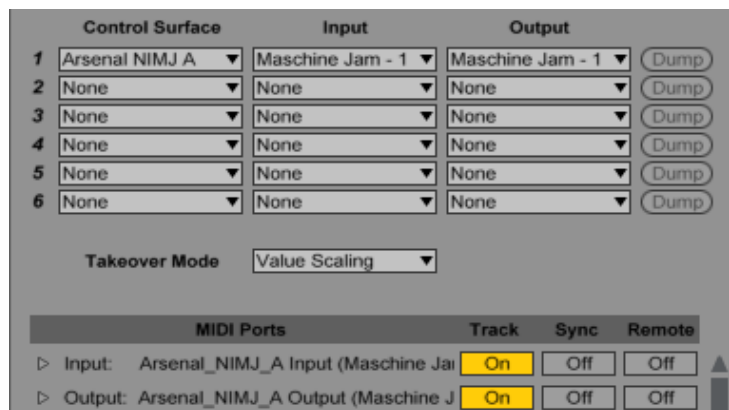 Control Surface Input Output
1 Arsenal NIMJ A Maschine Jam - 1 Maschine Jam - 1 Dump
2 None None None Dump
3 None None None Dump
4 None None None Dump
5 None None None Dump
6 None None None Dump
Takeover Mode Value Scaling
MIDI Ports Track Sync Remote
Input: Arsenal_NIMJ_A Input (Maschine Jai On Off Off
Output: Arsenal_NIMJ_A Output (Maschine J On Off Off